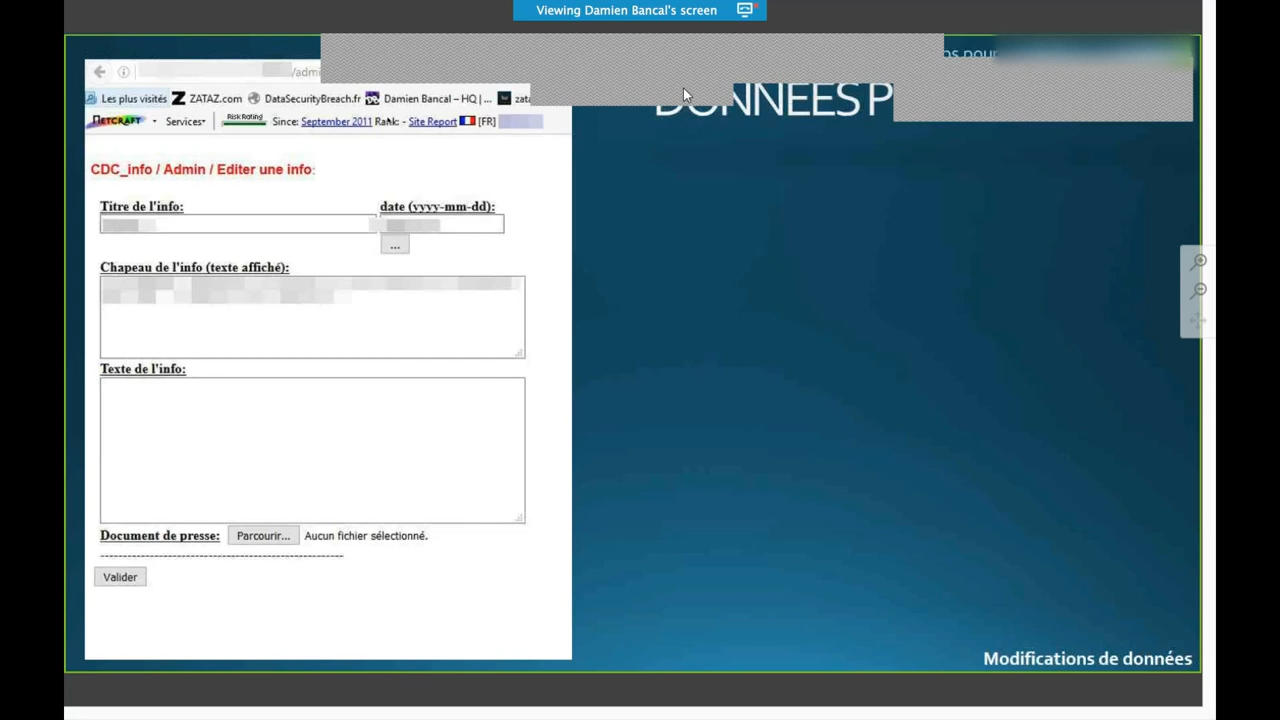 Viewing Damien Bancal's screen
/admi
Les plus visités ZATAZ.com DataSecurityBreach.fr Damien Bancal – HQ | ... zata
NETCRAFT Services Risk Rating Since: September 2011 Rank: - Site Report [FR]
DONNEES P
CDC_info / Admin / Editer une info:
Titre de l'info: date (yyyy-mm-dd):
...
Chapeau de l'info (texte affiché):
Texte de l'info:
Document de presse: Parcourir... Aucun fichier sélectionné.
----------------------------------------------------
Valider
Modifications de données